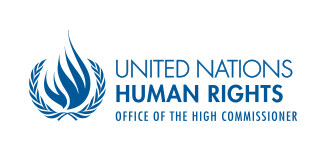 UNITED NATIONS
HUMAN RIGHTS
OFFICE OF THE HIGH COMMISSIONER